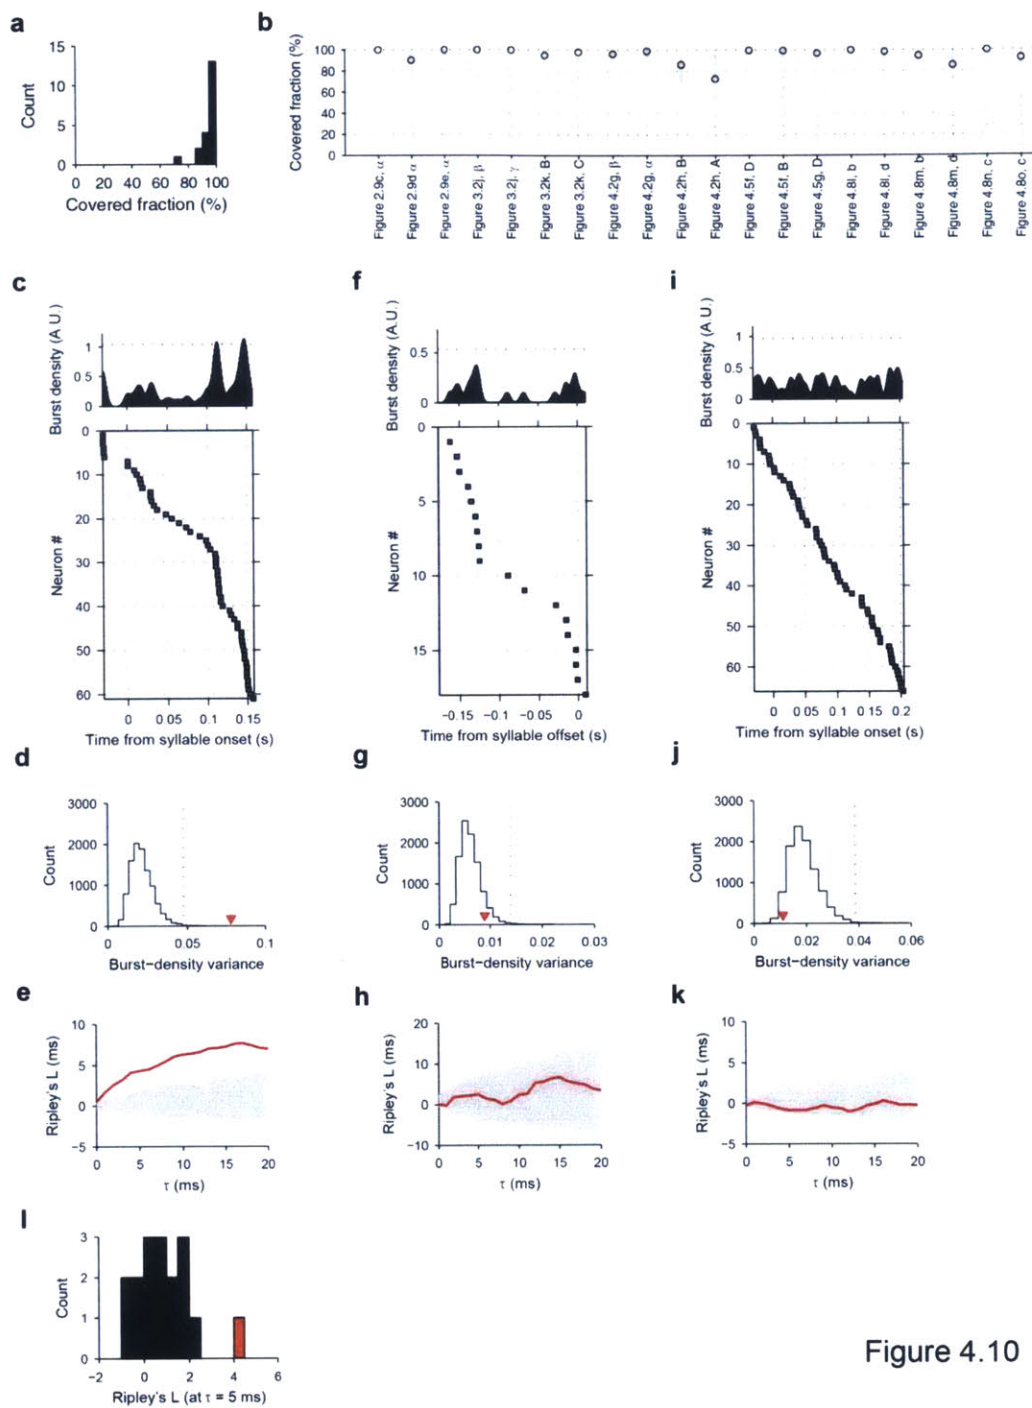 a
15
10
5
0
Count
0 20 40 60 80 100
Covered fraction (%)
b
100
80
60
40
20
0
Covered fraction (%)
Figure 2.9c, α
Figure 2.9d α
Figure 2.9e, α
Figure 3.2j, β
Figure 3.2j, γ
Figure 3.2k, B
Figure 3.2k, C
Figure 4.2g, β
Figure 4.2g, α
Figure 4.2h, B
Figure 4.2h, A
Figure 4.5f, D
Figure 4.5f, B
Figure 4.5g, D
Figure 4.8l, b
Figure 4.8l, d
Figure 4.8m, b
Figure 4.8m, d
Figure 4.8n, c
Figure 4.8o, c
c
1
0.5
0
Burst density (A.U.)
0
10
20
30
40
50
60
Neuron #
0 0.05 0.1 0.15
Time from syllable onset (s)
f
0.5
0
Burst density (A.U.)
0
5
10
15
Neuron #
−0.15 −0.1 −0.05 0
Time from syllable offset (s)
i
1
0.5
0
Burst density (A.U.)
0
10
20
30
40
50
60
Neuron #
0 0.05 0.1 0.15 0.2
Time from syllable onset (s)
d
3000
2000
1000
0
Count
0 0.05 0.1
Burst−density variance
g
3000
2000
1000
0
Count
0 0.01 0.02 0.03
Burst−density variance
j
3000
2000
1000
0
Count
0 0.02 0.04 0.06
Burst−density variance
e
10
5
0
−5
Ripley's L (ms)
0 5 10 15 20
τ (ms)
h
20
10
0
−10
Ripley's L (ms)
0 5 10 15 20
τ (ms)
k
10
5
0
−5
Ripley's L (ms)
0 5 10 15 20
τ (ms)
l
3
2
1
0
Count
−2 0 2 4 6
Ripley's L (at τ = 5 ms)
Figure 4.10